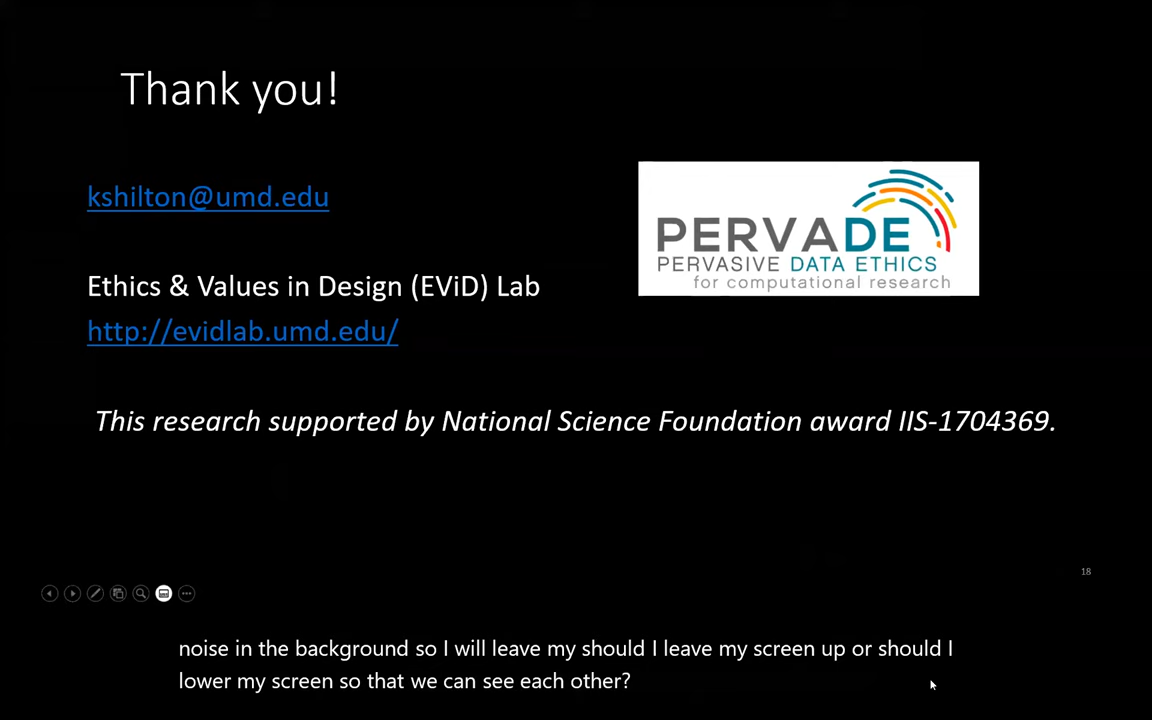 Thank you!
kshilton@umd.edu
PERVADE
PERVASIVE DATA ETHICS
for computational research
Ethics & Values in Design (EViD) Lab
http://evidlab.umd.edu/
This research supported by National Science Foundation award IIS-1704369.
18
noise in the background so I will leave my should I leave my screen up or should I
lower my screen so that we can see each other?